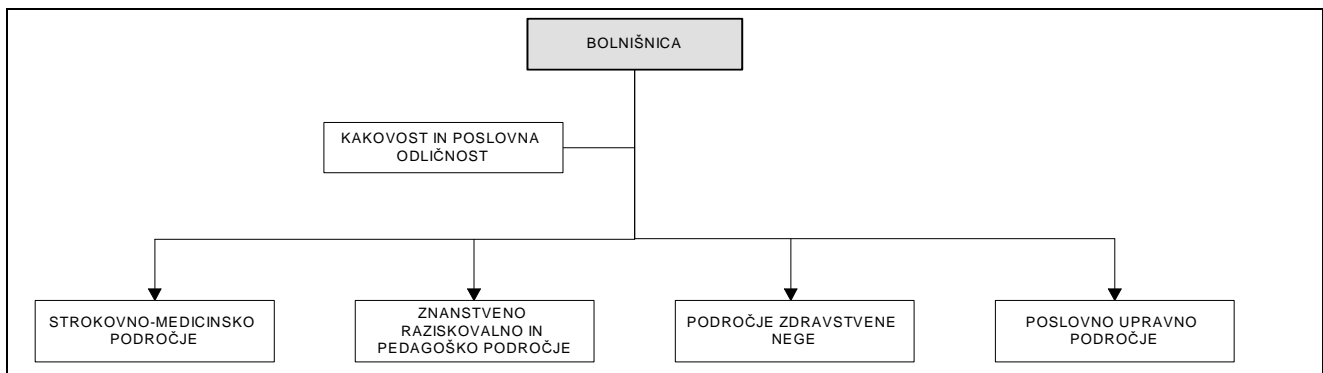 BOLNIŠNICA
KAKOVOST IN POSLOVNA
ODLIČNOST
STROKOVNO-MEDICINSKO
PODROČJE
ZNANSTVENO
RAZISKOVALNO IN
PEDAGOŠKO PODROČJE
PODROČJE ZDRAVSTVENE
NEGE
POSLOVNO UPRAVNO
PODROČJE